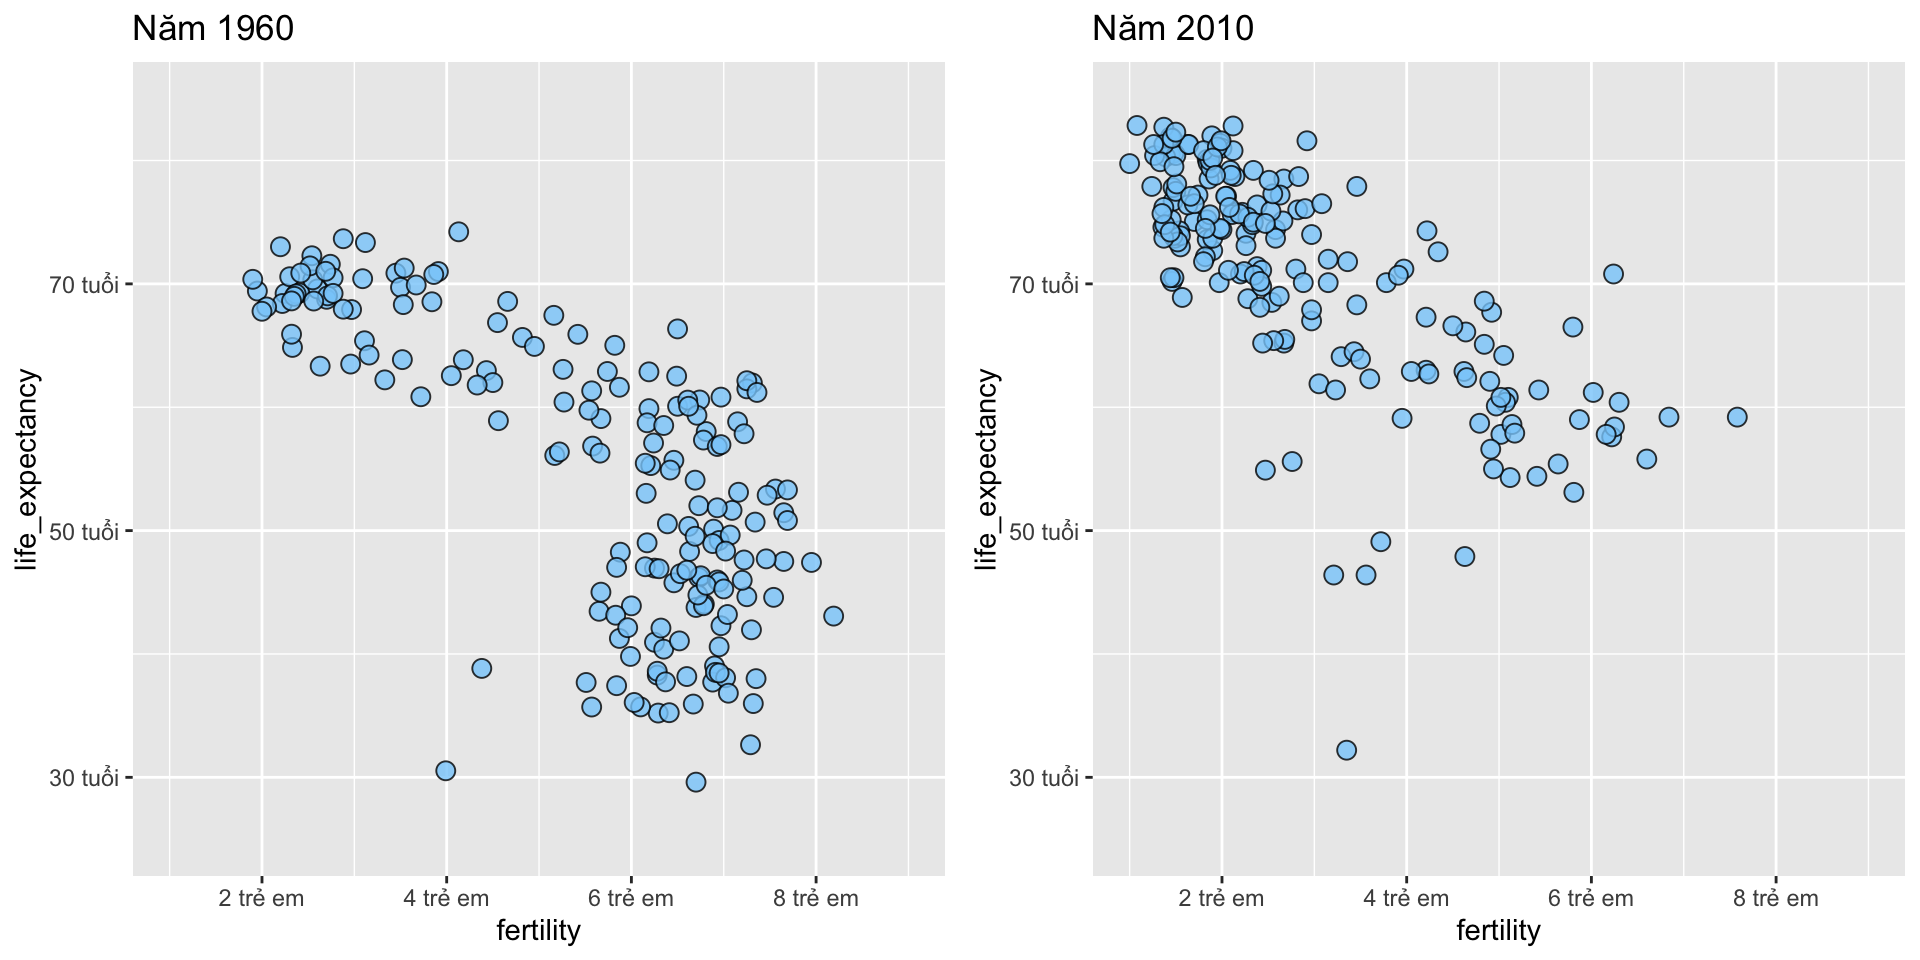 Năm 1960
life_expectancy
70 tuổi
50 tuổi
30 tuổi
2 trẻ em
4 trẻ em
6 trẻ em
8 trẻ em
fertility
Năm 2010
life_expectancy
70 tuổi
50 tuổi
30 tuổi
2 trẻ em
4 trẻ em
6 trẻ em
8 trẻ em
fertility